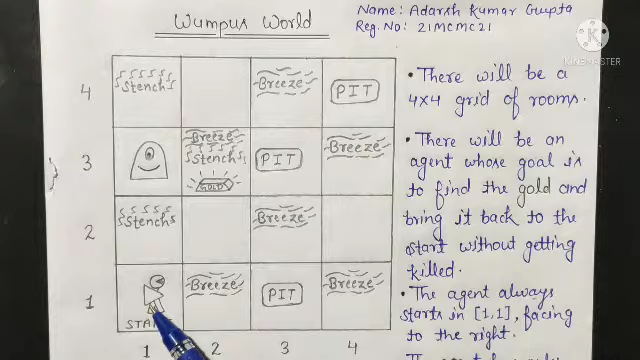 Wumpus World
Name: Adarsh Kumar Gupta
Reg. No: 21MCMC21
KINEMASTER
4
Stench
Breeze
PIT
3
Breeze
Stench
GOLD
PIT
Breeze
2
Stench
Breeze
1
STA
Breeze
PIT
Breeze
1 2 3 4
• There will be a
4x4 grid of rooms.
• There will be an
agent whose goal is
to find the gold and
bring it back to the
start without getting
killed.
• The agent always
starts in [1,1], facing
to the right.